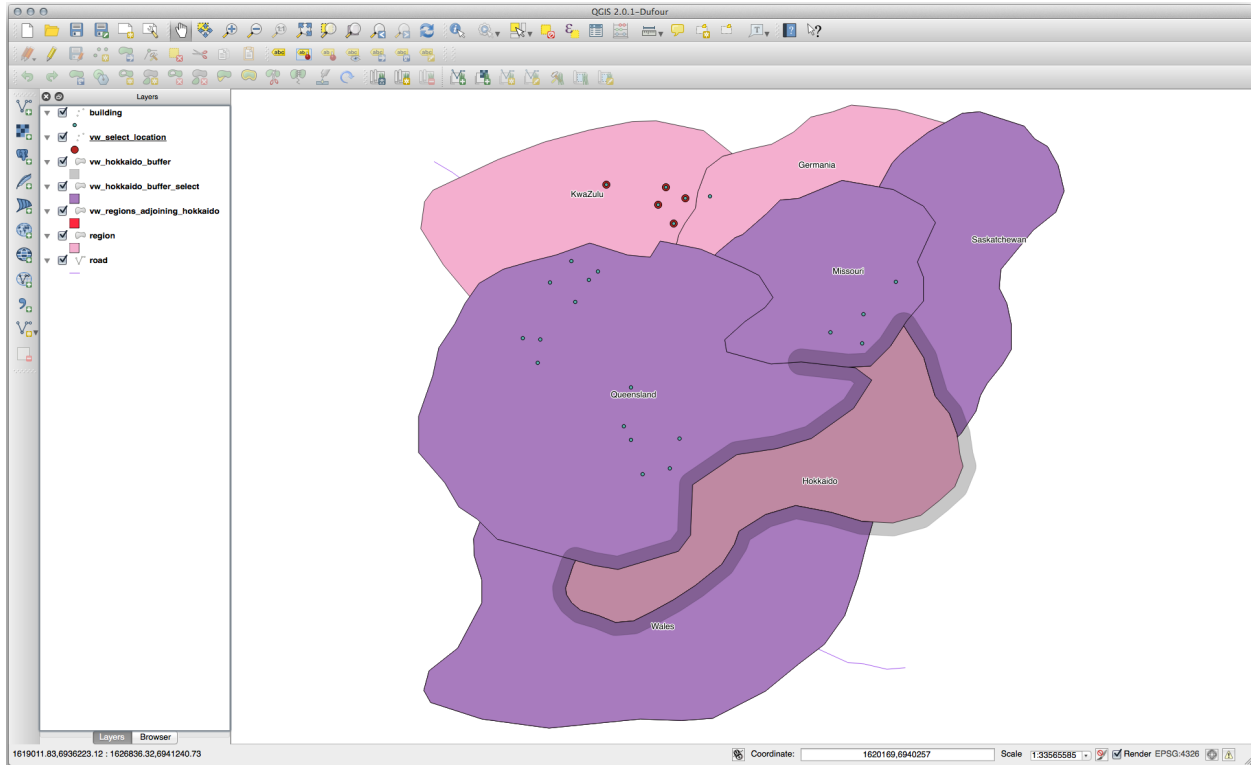 QGIS 2.0.1-Dufour
Layers
building
vw_select_location
vw_hokkaido_buffer
vw_hokkaido_buffer_select
vw_regions_adjoining_hokkaido
region
road
Germania
KwaZulu
Saskatchewan
Missouri
Queensland
Hokkaido
Wales
Layers Browser
1619011.83,6936223.12 : 1626836.32,6941240.73 Coordinate: 1620169,6940257 Scale 1:33565585 Render EPSG:4326